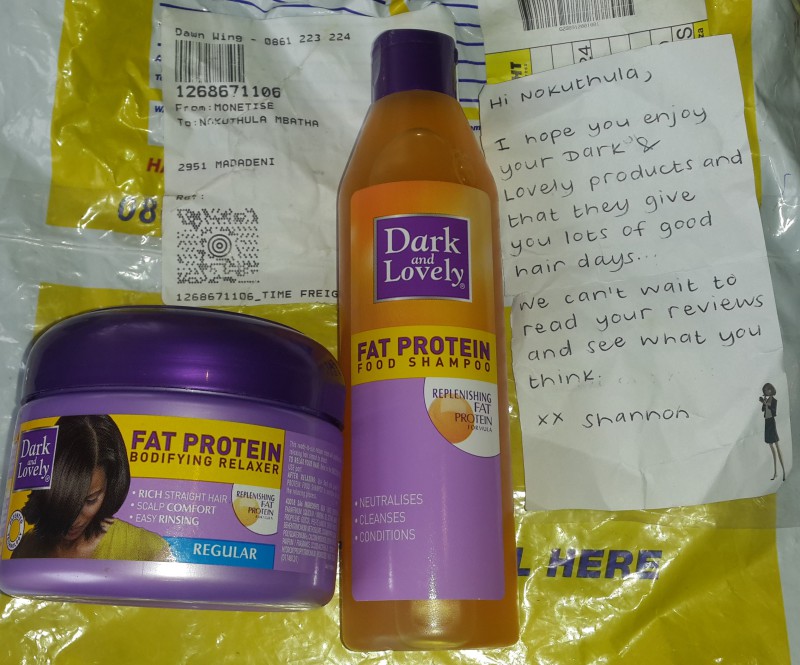 Dawn Wing - 0861 223 224
1268671106
From:MONETISE
To:NOKUTHULA MBATHA
2951 MADADENI
Ref:
1268671106_TIME FREIG
Hi Nokuthula,
I hope you enjoy
your Dark &
Lovely products and
that they give
you lots of good
hair days...
We can't wait to
read your reviews
and see what you
think.
xx Shannon
Dark
and
Lovely
FAT PROTEIN
FOOD SHAMPOO
REPLENISHING
FAT
PROTEIN
FORMULA
• NEUTRALISES
• CLEANSES
• CONDITIONS
Dark
and
Lovely
FAT PROTEIN
BODIFYING RELAXER
• RICH STRAIGHT HAIR
• SCALP COMFORT
• EASY RINSING
REPLENISHING
FAT
PROTEIN
REGULAR
L HERE